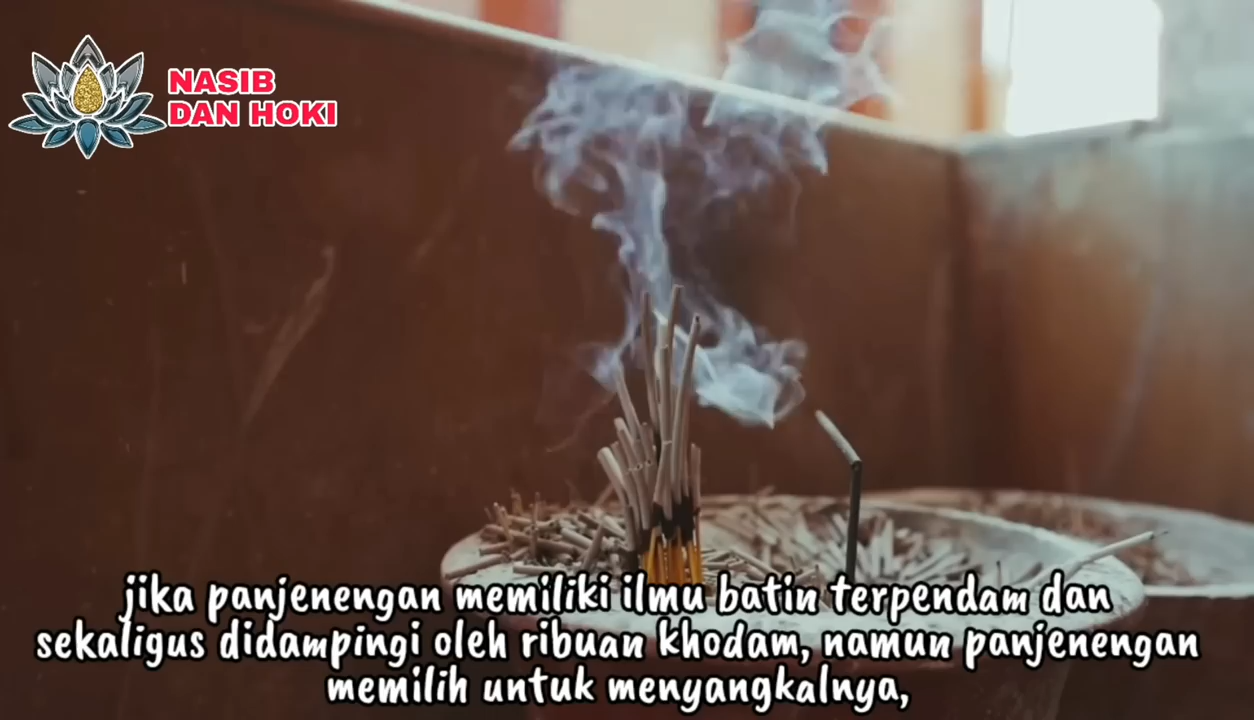 NASIB
DAN HOKI
jika panjenengan memiliki ilmu batin terpendam dan
sekaligus didampingi oleh ribuan khodam, namun panjenengan
memilih untuk menyangkalnya,